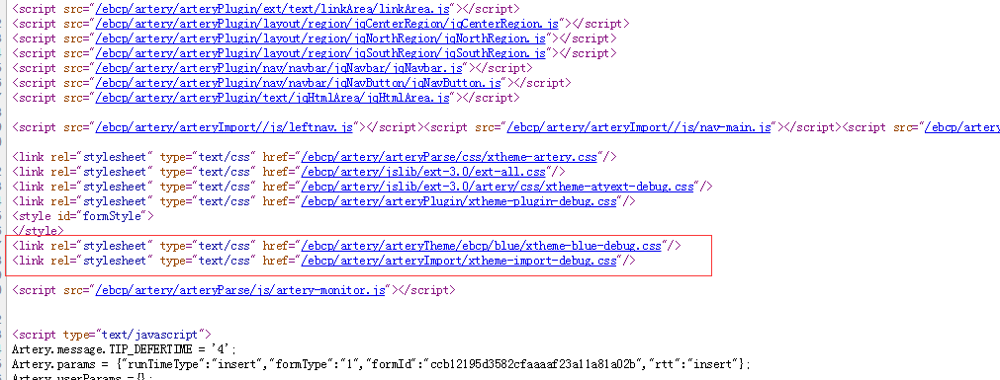 <script src="/ebcp/artery/arteryPlugin/ext/text/linkArea/linkArea.js"></script>
<script src="/ebcp/artery/arteryPlugin/layout/region/jqCenterRegion/jqCenterRegion.js"></script>
<script src="/ebcp/artery/arteryPlugin/layout/region/jqNorthRegion/jqNorthRegion.js"></script>
<script src="/ebcp/artery/arteryPlugin/layout/region/jqSouthRegion/jqSouthRegion.js"></script>
<script src="/ebcp/artery/arteryPlugin/nav/navbar/jqNavbar/jqNavbar.js"></script>
<script src="/ebcp/artery/arteryPlugin/nav/navbar/jqNavButton/jqNavButton.js"></script>
<script src="/ebcp/artery/arteryPlugin/text/jqHtmlArea/jqHtmlArea.js"></script>
<script src="/ebcp/artery/arteryImport//js/leftnav.js"></script><script src="/ebcp/artery/arteryImport//js/nav-main.js"></script><script src="/ebcp/artery
<link rel="stylesheet" type="text/css" href="/ebcp/artery/arteryParse/css/xtheme-artery.css"/>
<link rel="stylesheet" type="text/css" href="/ebcp/artery/jslib/ext-3.0/ext-all.css"/>
<link rel="stylesheet" type="text/css" href="/ebcp/artery/jslib/ext-3.0/artery/css/xtheme-atyext-debug.css"/>
<link rel="stylesheet" type="text/css" href="/ebcp/artery/arteryPlugin/xtheme-plugin-debug.css"/>
<style id="formStyle">
</style>
<link rel="stylesheet" type="text/css" href="/ebcp/artery/arteryTheme/ebcp/blue/xtheme-blue-debug.css"/>
<link rel="stylesheet" type="text/css" href="/ebcp/artery/arteryImport/xtheme-import-debug.css"/>
<script src="/ebcp/artery/arteryParse/js/artery-monitor.js"></script>
<script type="text/javascript">
Artery.message.TIP_DEFERTIME = '4';
Artery.params = {"runTimeType":"insert","formType":"1","formId":"ccb12195d3582cfaaaaf23a11a81a02b","rtt":"insert"};
Artery.userParams ={};